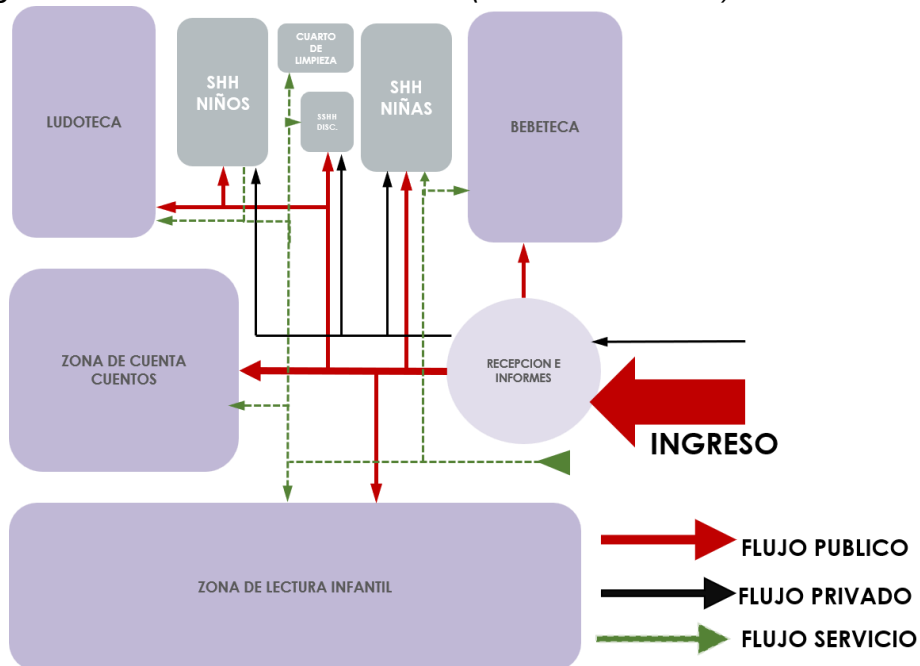 LUDOTECA
SHH
NIÑOS
CUARTO
DE
LIMPIEZA
SSHH
DISC.
SHH
NIÑAS
BEBETECA
ZONA DE CUENTA
CUENTOS
RECEPCION E
INFORMES
INGRESO
ZONA DE LECTURA INFANTIL
FLUJO PUBLICO
FLUJO PRIVADO
FLUJO SERVICIO